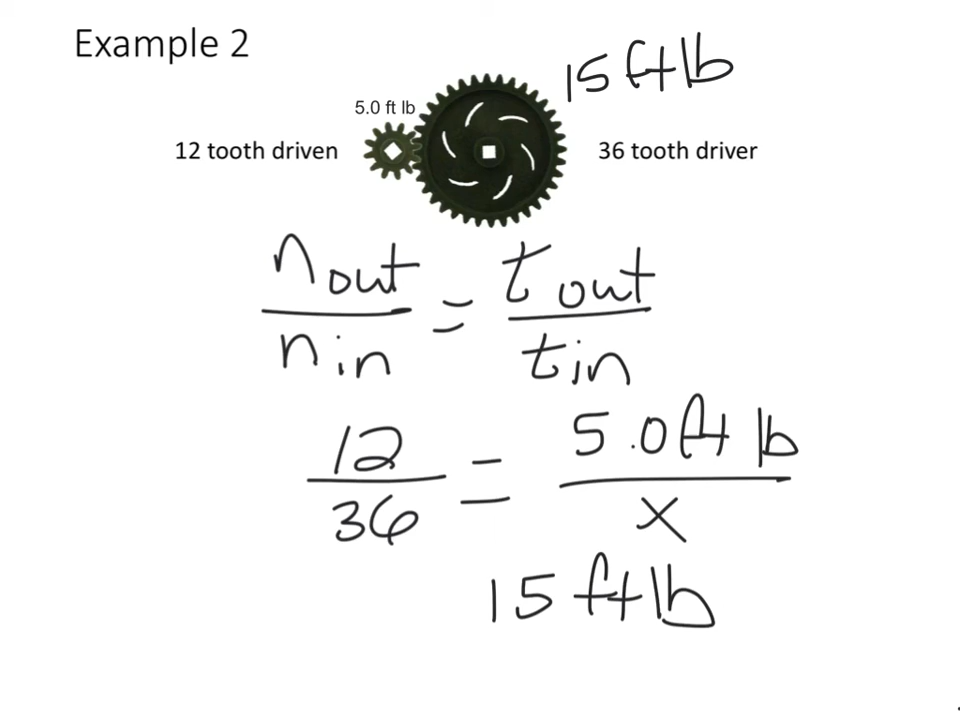 Example 2
15 ft lb
5.0 ft lb
12 tooth driven
36 tooth driver
n out / n in = t out / t in
12 / 36 = 5.0 ft lb / x
15 ft lb